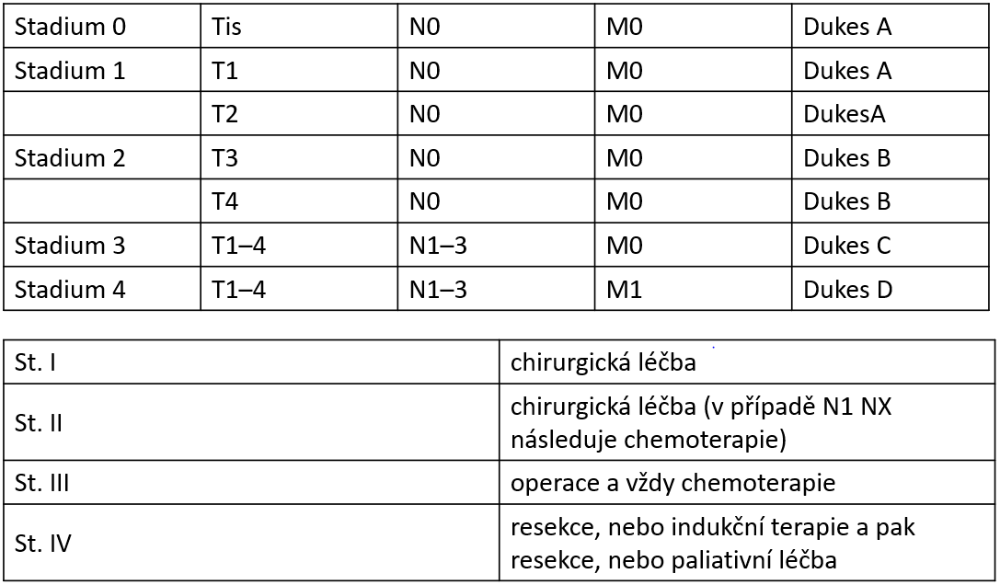 Stadium 0 Tis N0 M0 Dukes A
Stadium 1 T1 N0 M0 Dukes A
T2 N0 M0 DukesA
Stadium 2 T3 N0 M0 Dukes B
T4 N0 M0 Dukes B
Stadium 3 T1–4 N1–3 M0 Dukes C
Stadium 4 T1–4 N1–3 M1 Dukes D
St. I chirurgická léčba
St. II chirurgická léčba (v případě N1 NX
následuje chemoterapie)
St. III operace a vždy chemoterapie
St. IV resekce, nebo indukční terapie a pak
resekce, nebo paliativní léčba